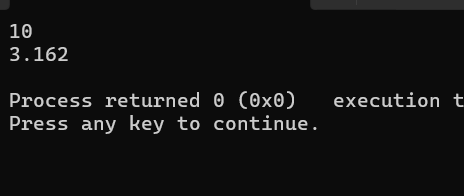 10
3.162
Process returned 0 (0x0)   execution t
Press any key to continue.